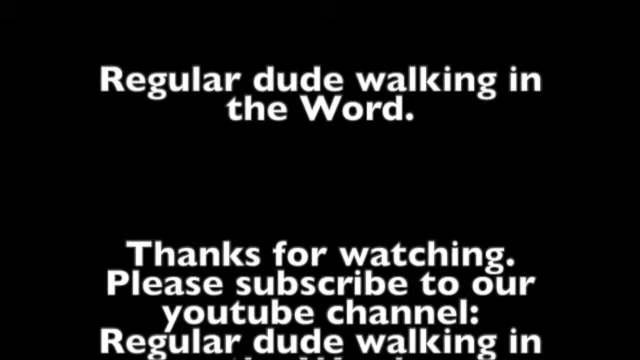 Regular dude walking in
the Word.
Thanks for watching.
Please subscribe to our
youtube channel:
Regular dude walking in